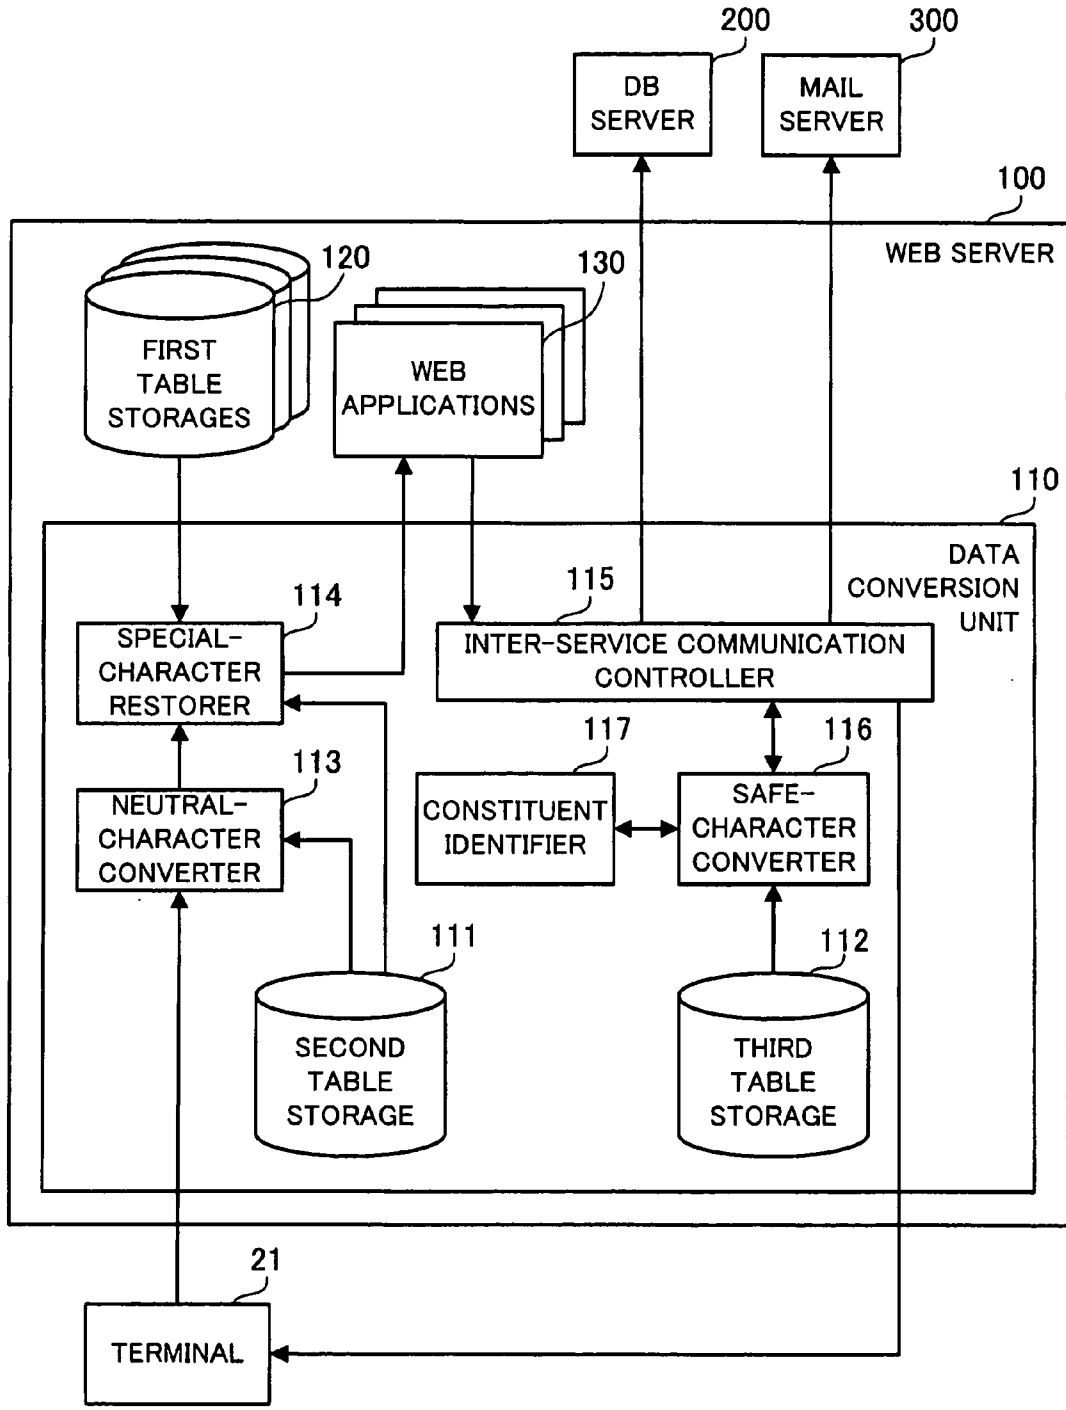 200
300
DB
SERVER
MAIL
SERVER
100
WEB SERVER
120
130
FIRST
TABLE
STORAGES
WEB
APPLICATIONS
110
DATA
CONVERSION
UNIT
114
115
SPECIAL-
CHARACTER
RESTORER
INTER-SERVICE COMMUNICATION
CONTROLLER
113
117
116
NEUTRAL-
CHARACTER
CONVERTER
CONSTITUENT
IDENTIFIER
SAFE-
CHARACTER
CONVERTER
111
112
SECOND
TABLE
STORAGE
THIRD
TABLE
STORAGE
21
TERMINAL